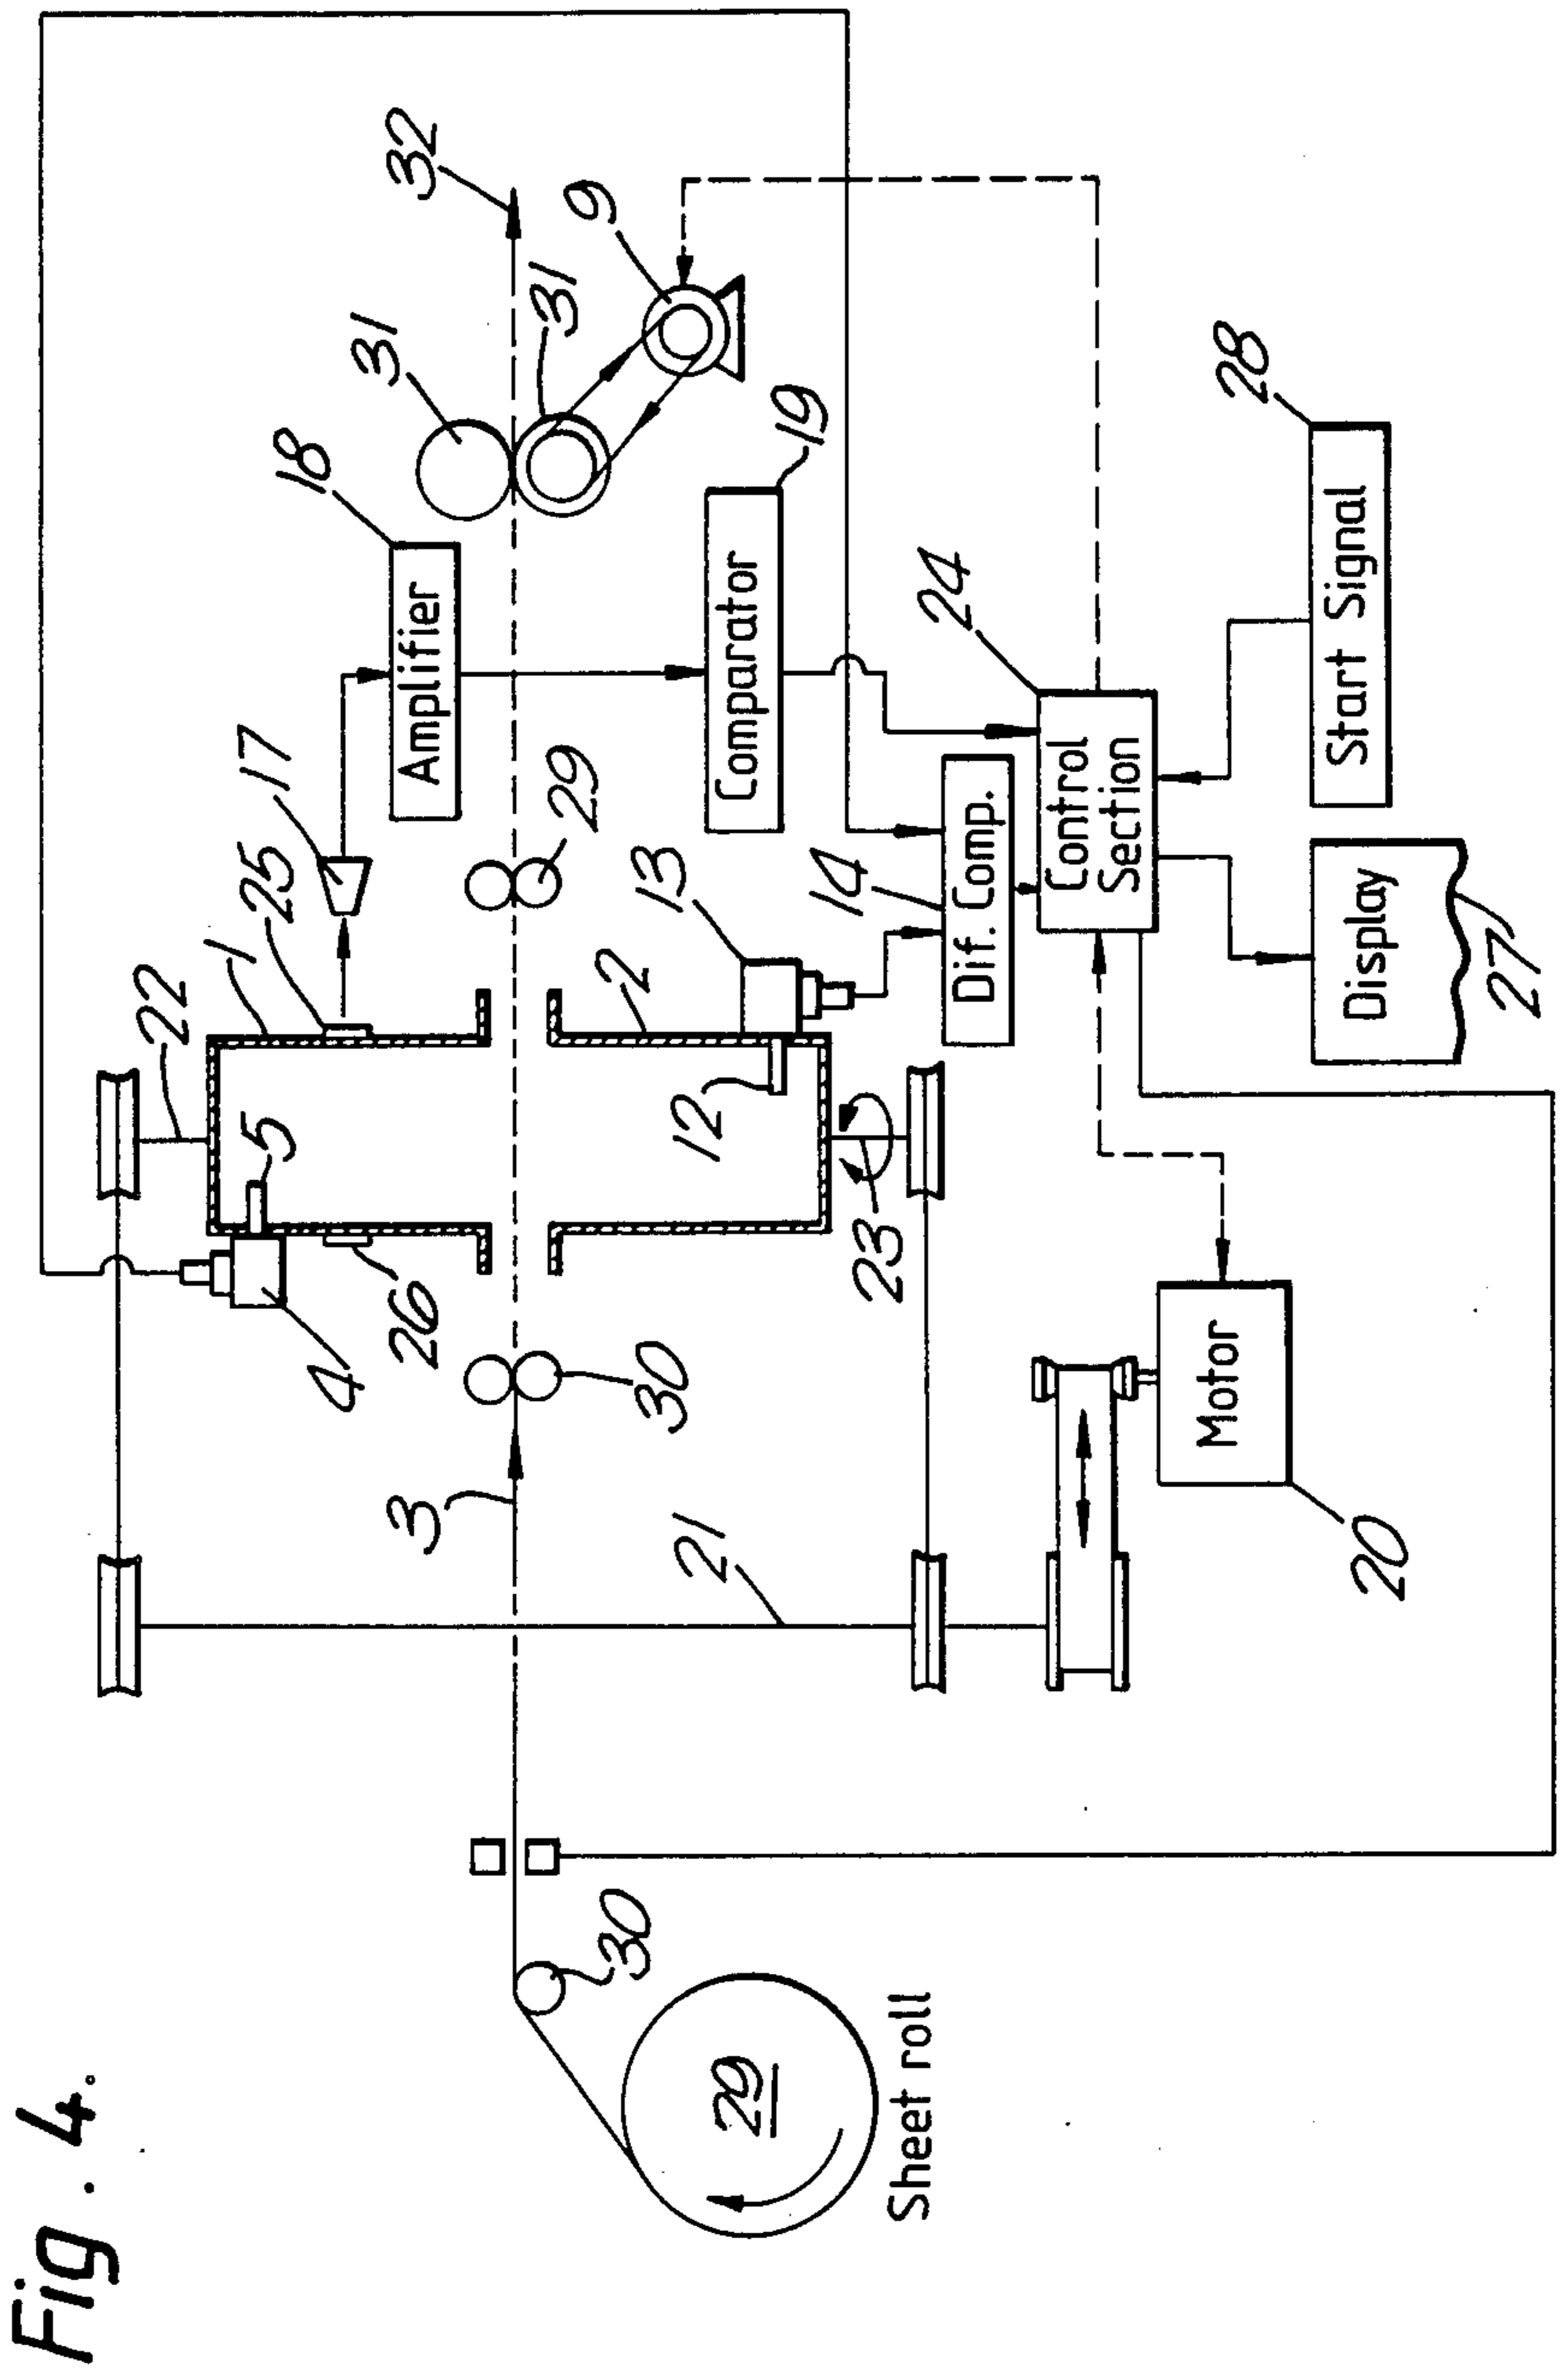 Fig. 4.
22
1
25
17
18
31
32
5
Amplifier
31
9
4
26
29
3
30
2
13
Comparator
19
12
21
23
14
Dif. Comp.
24
30
29
Sheet roll
Control
Section
Motor
20
Display
27
Start Signal
28